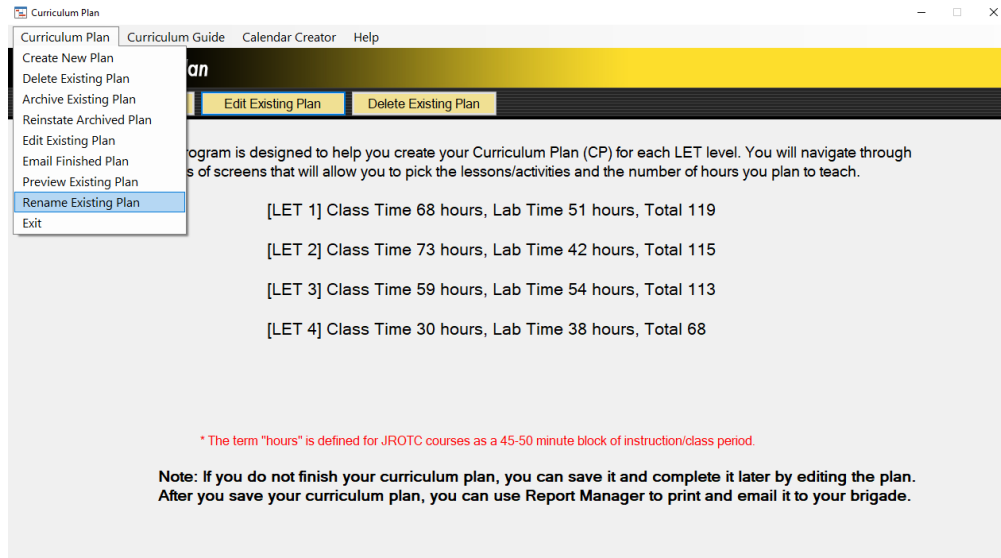 Curriculum Plan
Curriculum Plan Curriculum Guide Calendar Creator Help
Create New Plan
Delete Existing Plan
Archive Existing Plan
Reinstate Archived Plan
Edit Existing Plan
Email Finished Plan
Preview Existing Plan
Rename Existing Plan
Exit
an
Edit Existing Plan Delete Existing Plan
ogram is designed to help you create your Curriculum Plan (CP) for each LET level. You will navigate through
s of screens that will allow you to pick the lessons/activities and the number of hours you plan to teach.
[LET 1] Class Time 68 hours, Lab Time 51 hours, Total 119
[LET 2] Class Time 73 hours, Lab Time 42 hours, Total 115
[LET 3] Class Time 59 hours, Lab Time 54 hours, Total 113
[LET 4] Class Time 30 hours, Lab Time 38 hours, Total 68
* The term "hours" is defined for JROTC courses as a 45-50 minute block of instruction/class period.
Note: If you do not finish your curriculum plan, you can save it and complete it later by editing the plan.
After you save your curriculum plan, you can use Report Manager to print and email it to your brigade.